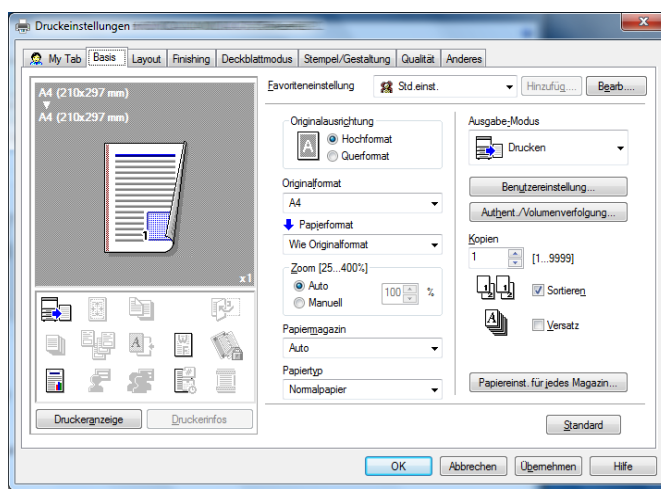 Druckeinstellungen
My Tab Basis Layout Finishing Deckblattmodus Stempel/Gestaltung Qualität Anderes
A4 (210x297 mm)
A4 (210x297 mm)
1
x1
Druckeranzeige Druckerinfos
Favoriteneinstellung Std.einst. Hinzufüg.... Bearb....
Originalausrichtung
A
Hochformat
Querformat
Originalformat
A4
Papierformat
Wie Originalformat
Zoom [25...400%]
Auto
Manuell
100 %
Papiermagazin
Auto
Papiertyp
Normalpapier
Ausgabe-Modus
Drucken
Benutzereinstellung...
Authent./Volumenverfolgung...
Kopien
1 [1...9999]
Sortieren
Versatz
Papiereinst. für jedes Magazin...
Standard
OK Abbrechen Übernehmen Hilfe